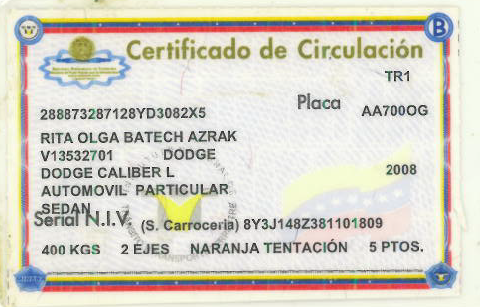 Certificado de Circulación
B
TR1
288873287128YD3082X5 Placa AA700OG
RITA OLGA BATECH AZRAK
V13532701 DODGE
DODGE CALIBER L 2008
AUTOMOVIL PARTICULAR
SEDAN
Serial N.I.V. (S. Carroceria) 8Y3J148Z381101809
400 KGS 2 EJES NARANJA TENTACIÓN 5 PTOS.